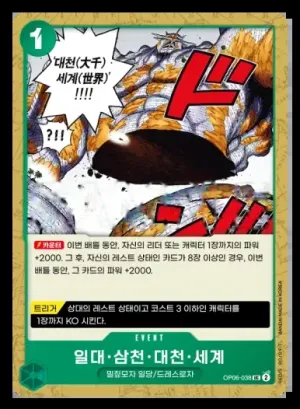 1
'대천(大千)
세계(世界)'
!!!!
?!!
ド
카운터 이번 배틀 동안, 자신의 리더 또는 캐릭터 1장까지의 파워
+2000. 그 후, 자신의 레스트 상태인 카드가 8장 이상인 경우, 이번
배틀 동안, 그 카드의 파워 +2000.
트리거 상대의 레스트 상태이고 코스트 3 이하인 캐릭터를
1장까지 KO 시킨다.
EVENT
일대·삼천·대천·세계
밀짚모자 일당/드레스로자
OP06-038